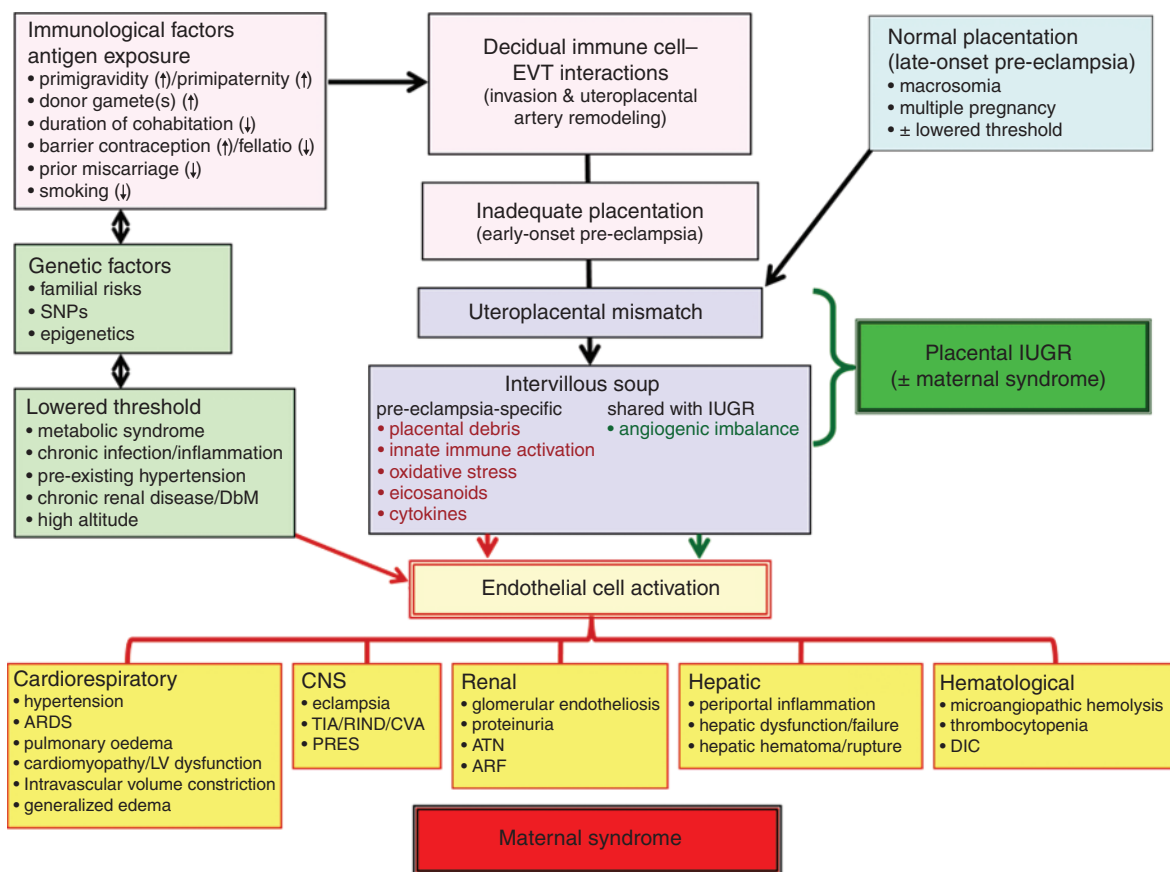 Immunological factors
antigen exposure
• primigravidity (↑)/primipaternity (↑)
• donor gamete(s) (↑)
• duration of cohabitation (↓)
• barrier contraception (↑)/fellatio (↓)
• prior miscarriage (↓)
• smoking (↓)
Decidual immune cell–
EVT interactions
(invasion & uteroplacental
artery remodeling)
Normal placentation
(late-onset pre-eclampsia)
• macrosomia
• multiple pregnancy
• ± lowered threshold
Inadequate placentation
(early-onset pre-eclampsia)
Genetic factors
• familial risks
• SNPs
• epigenetics
Uteroplacental mismatch
Placental IUGR
(± maternal syndrome)
Lowered threshold
• metabolic syndrome
• chronic infection/inflammation
• pre-existing hypertension
• chronic renal disease/DbM
• high altitude
Intervillous soup
pre-eclampsia-specific
• placental debris
• innate immune activation
• oxidative stress
• eicosanoids
• cytokines
shared with IUGR
• angiogenic imbalance
Endothelial cell activation
Cardiorespiratory
• hypertension
• ARDS
• pulmonary oedema
• cardiomyopathy/LV dysfunction
• Intravascular volume constriction
• generalized edema
CNS
• eclampsia
• TIA/RIND/CVA
• PRES
Renal
• glomerular endotheliosis
• proteinuria
• ATN
• ARF
Hepatic
• periportal inflammation
• hepatic dysfunction/failure
• hepatic hematoma/rupture
Hematological
• microangiopathic hemolysis
• thrombocytopenia
• DIC
Maternal syndrome